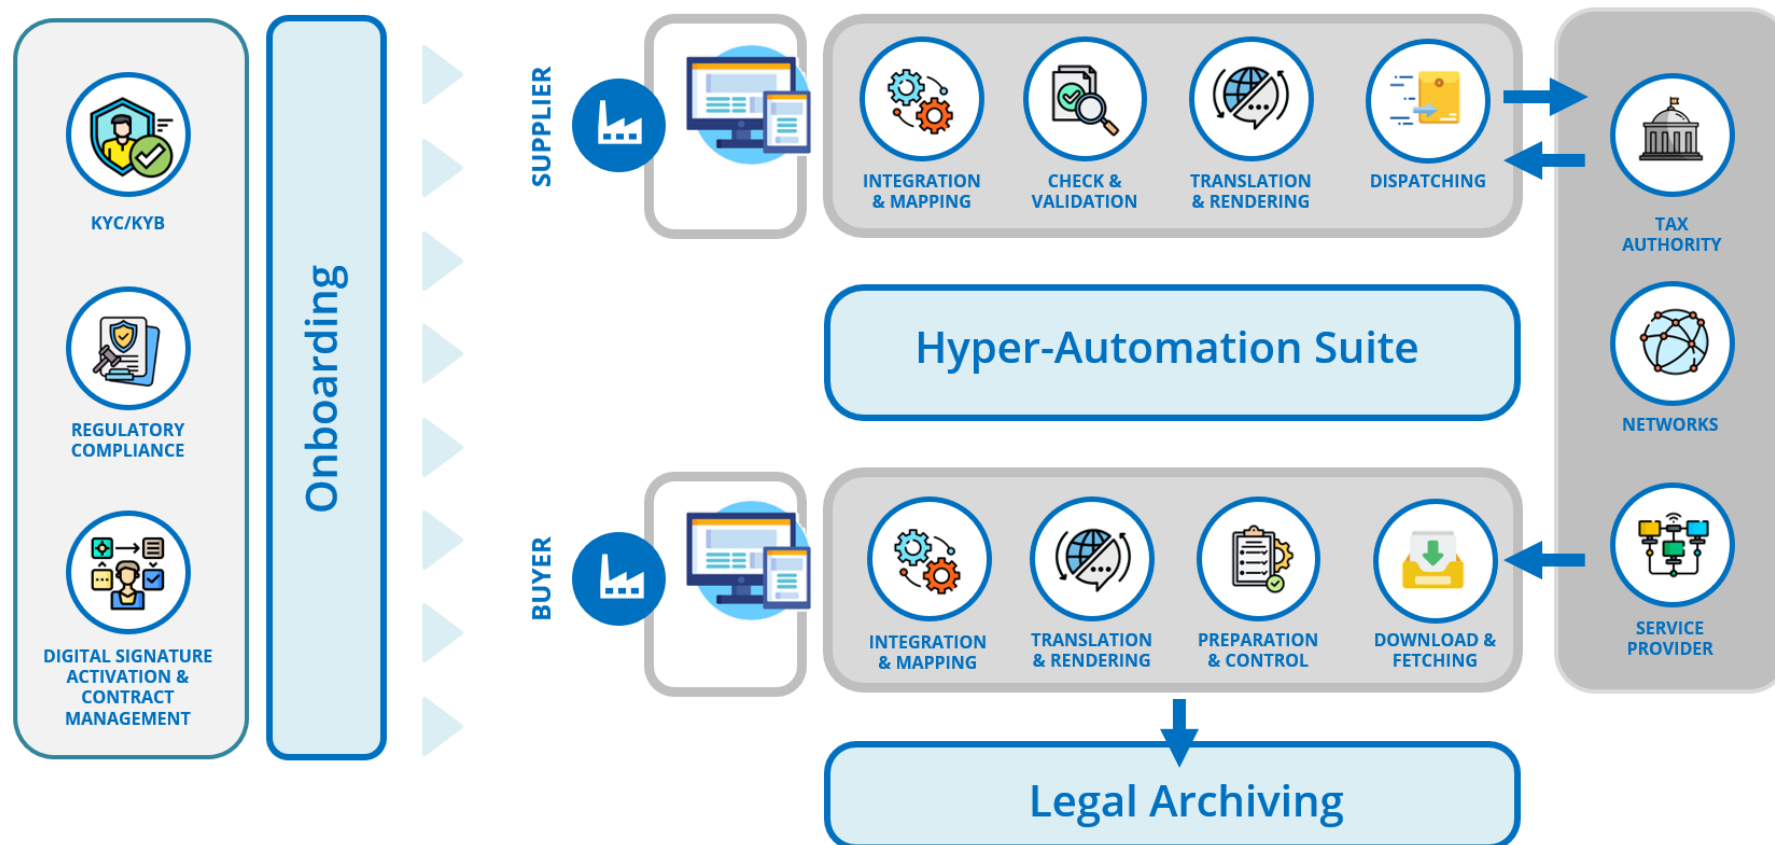 KYC/KYB
REGULATORY
COMPLIANCE
DIGITAL SIGNATURE
ACTIVATION &
CONTRACT
MANAGEMENT
Onboarding
SUPPLIER
INTEGRATION
& MAPPING
CHECK &
VALIDATION
TRANSLATION
& RENDERING
DISPATCHING
Hyper-Automation Suite
BUYER
INTEGRATION
& MAPPING
TRANSLATION
& RENDERING
PREPARATION
& CONTROL
DOWNLOAD &
FETCHING
Legal Archiving
TAX
AUTHORITY
NETWORKS
SERVICE
PROVIDER